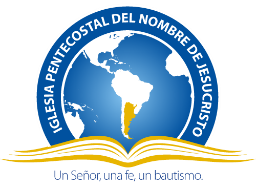 IGLESIA PENTECOSTAL DEL NOMBRE DE JESUCRISTO
Un Señor, una fe, un bautismo.